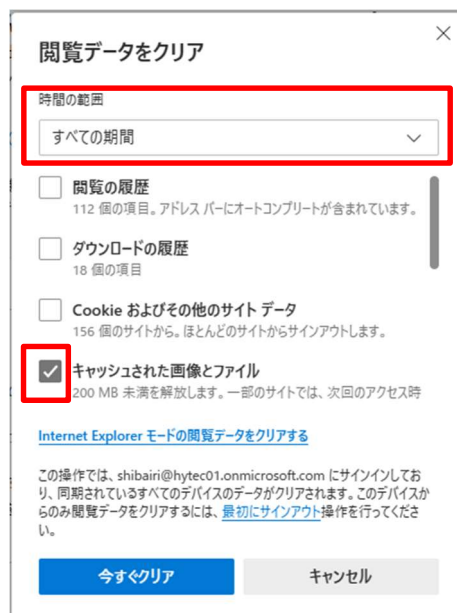 閲覧データをクリア
時間の範囲
すべての期間
閲覧の履歴
112 個の項目。アドレス バーにオートコンプリートが含まれています。
ダウンロードの履歴
18 個の項目
Cookie およびその他のサイト データ
156 個のサイトから。ほとんどのサイトからサインアウトします。
キャッシュされた画像とファイル
200 MB 未満を解放します。一部のサイトでは、次回のアクセス時
Internet Explorer モードの閲覧データをクリアする
この操作では、shibairi@hytec01.onmicrosoft.com にサインインしてお
り、同期されているすべてのデバイスのデータがクリアされます。このデバイスか
らのみ閲覧データをクリアするには、最初にサインアウト操作を行ってくださ
い。
今すぐクリア
キャンセル